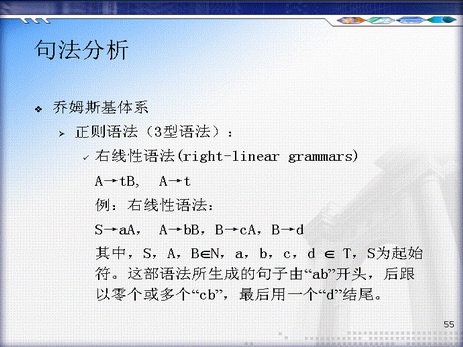 句法分析
❖ 乔姆斯基体系
➢ 正则语法（3型语法）：
✓ 右线性语法(right-linear grammars)
A→tB, A→t
例：右线性语法：
S→aA， A→bB，B→cA，B→d
其中，S，A，B∈N，a，b，c，d ∈ T，S为起始
符。这部语法所生成的句子由“ab”开头，后跟
以零个或多个“cb”，最后用一个“d”结尾。
55